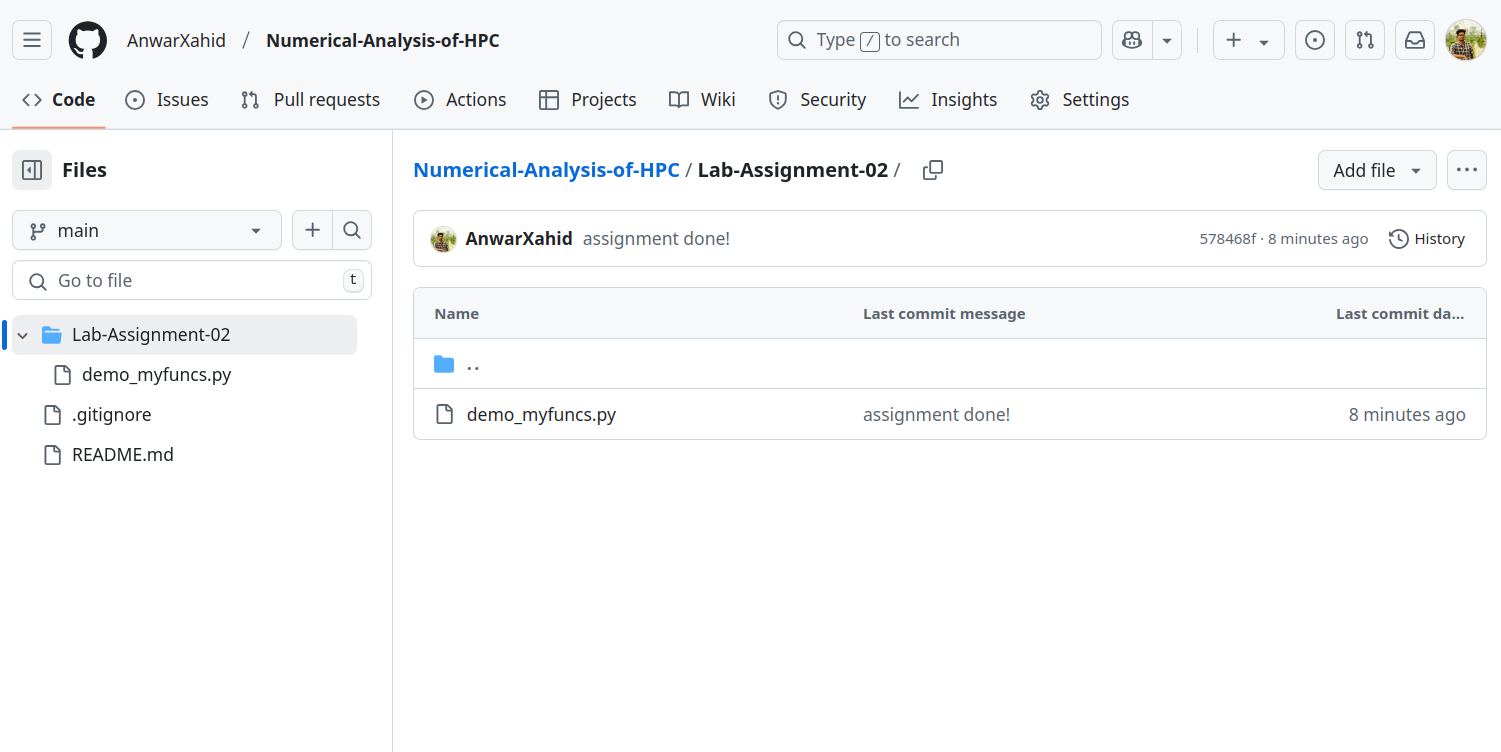 AnwarXahid / Numerical-Analysis-of-HPC
Type / to search
Code Issues Pull requests Actions Projects Wiki Security Insights Settings
Files
main
Go to file t
Lab-Assignment-02
demo_myfuncs.py
.gitignore
README.md
Numerical-Analysis-of-HPC / Lab-Assignment-02 /
Add file
AnwarXahid assignment done! 578468f · 8 minutes ago History
Name Last commit message Last commit da...
..
demo_myfuncs.py assignment done! 8 minutes ago